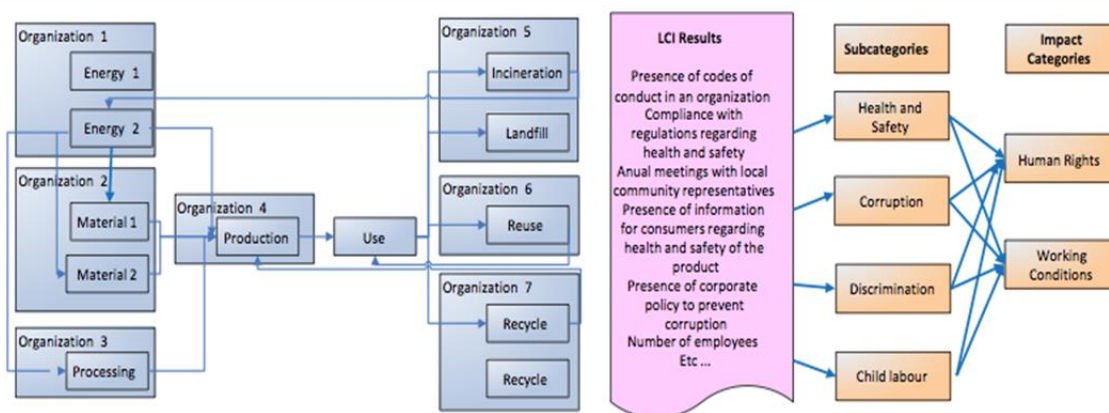 Organization 1
Energy 1
Energy 2
Organization 2
Material 1
Material 2
Organization 3
Processing
Organization 4
Production
Use
Organization 5
Incineration
Landfill
Organization 6
Reuse
Organization 7
Recycle
Recycle
LCI Results
Presence of codes of
conduct in an organization
Compliance with
regulations regarding
health and safety
Anual meetings with local
community representatives
Presence of information
for consumers regarding
health and safety of the
product
Presence of corporate
policy to prevent
corruption
Number of employees
Etc ...
Subcategories
Health and
Safety
Corruption
Discrimination
Child labour
Impact
Categories
Human Rights
Working
Conditions